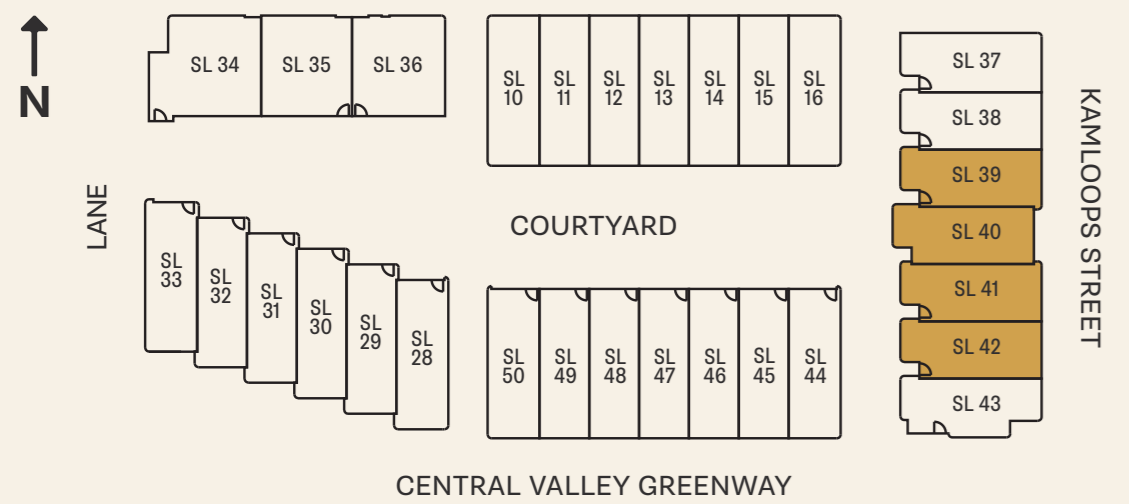 N
SL 34
SL 35
SL 36
SL
10
SL
11
SL
12
SL
13
SL
14
SL
15
SL
16
SL 37
SL 38
SL 39
SL 40
SL 41
SL 42
SL 43
KAMLOOPS STREET
LANE
COURTYARD
SL
33
SL
32
SL
31
SL
30
SL
29
SL
28
SL
50
SL
49
SL
48
SL
47
SL
46
SL
45
SL
44
CENTRAL VALLEY GREENWAY